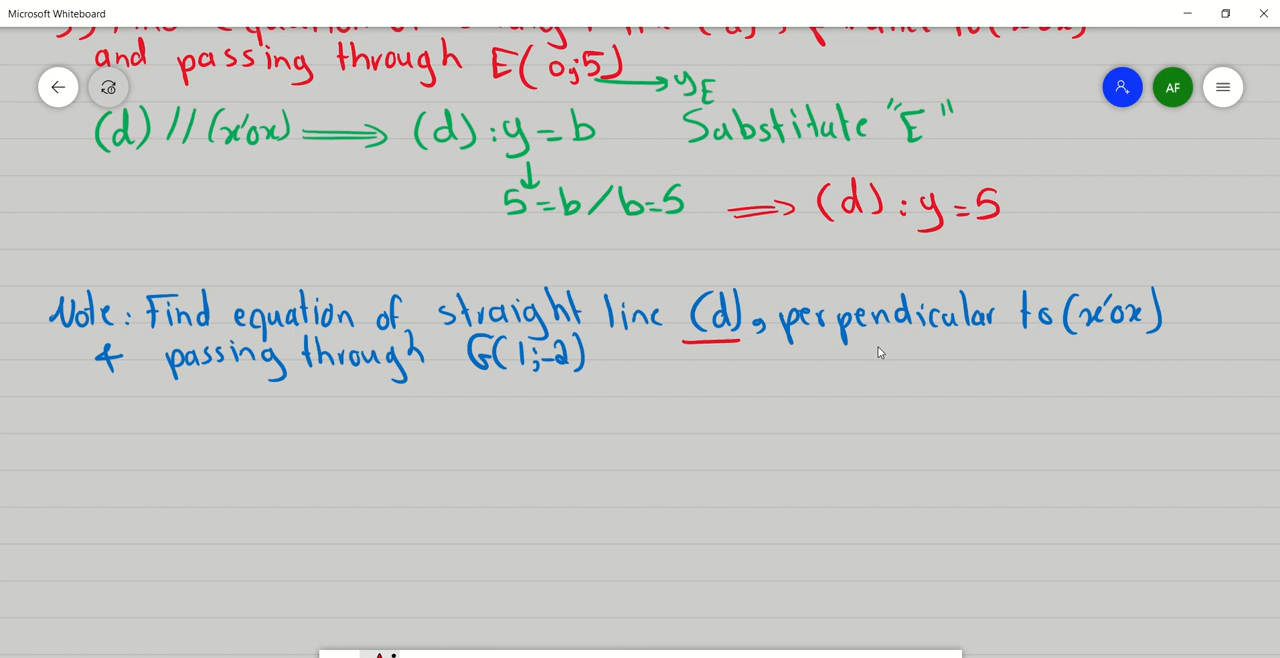 Microsoft Whiteboard
and passing through E(0;5) → yE
AF
(d) // (x'ox) ⟹ (d) : y = b Substitute "E"
↓
5 = b / b = 5 ⟹ (d) : y = 5
Note: Find equation of straight line (d), perpendicular to (x'ox)
& passing through G(1;-2)